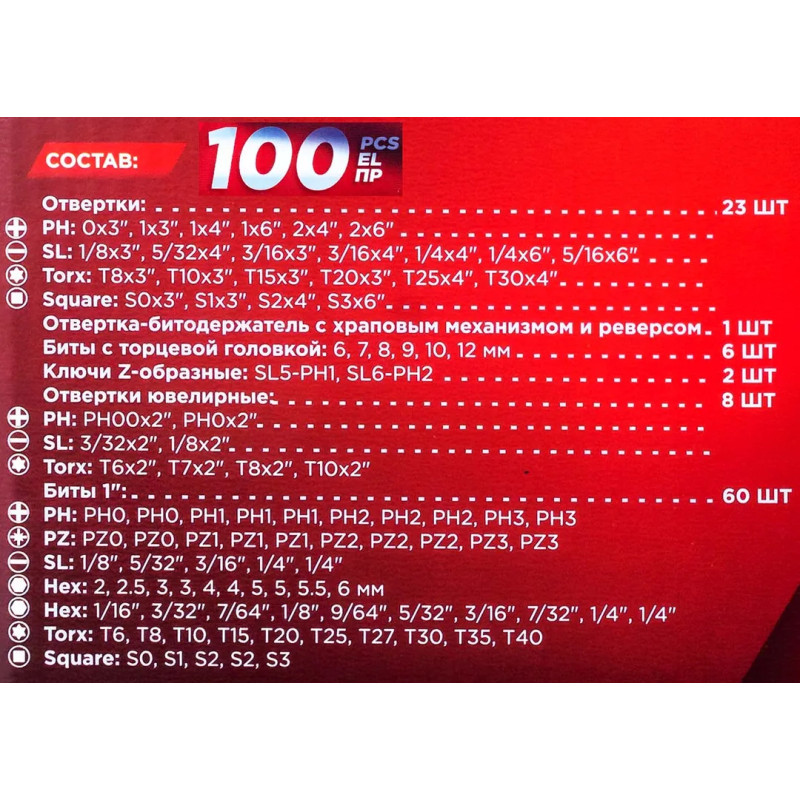 СОСТАВ: 100 PCS EL ПР
Отвертки: 23 ШТ
PH: 0x3", 1x3", 1x4", 1x6", 2x4", 2x6"
SL: 1/8x3", 5/32x4", 3/16x3", 3/16x4", 1/4x4", 1/4x6", 5/16x6"
Torx: T8x3", T10x3", T15x3", T20x3", T25x4", T30x4"
Square: S0x3", S1x3", S2x4", S3x6"
Отвертка-битодержатель с храповым механизмом и реверсом 1 ШТ
Биты с торцевой головкой: 6, 7, 8, 9, 10, 12 мм 6 ШТ
Ключи Z-образные: SL5-PH1, SL6-PH2 2 ШТ
Отвертки ювелирные: 8 ШТ
PH: PH00x2", PH0x2"
SL: 3/32x2", 1/8x2"
Torx: T6x2", T7x2", T8x2", T10x2"
Биты 1": 60 ШТ
PH: PH0, PH0, PH1, PH1, PH1, PH2, PH2, PH2, PH3, PH3
PZ: PZ0, PZ0, PZ1, PZ1, PZ1, PZ2, PZ2, PZ2, PZ3, PZ3
SL: 1/8", 5/32", 3/16", 1/4", 1/4"
Hex: 2, 2.5, 3, 3, 4, 4, 5, 5, 5.5, 6 мм
Hex: 1/16", 3/32", 7/64", 1/8", 9/64", 5/32", 3/16", 7/32", 1/4", 1/4"
Torx: T6, T8, T10, T15, T20, T25, T27, T30, T35, T40
Square: S0, S1, S2, S2, S3